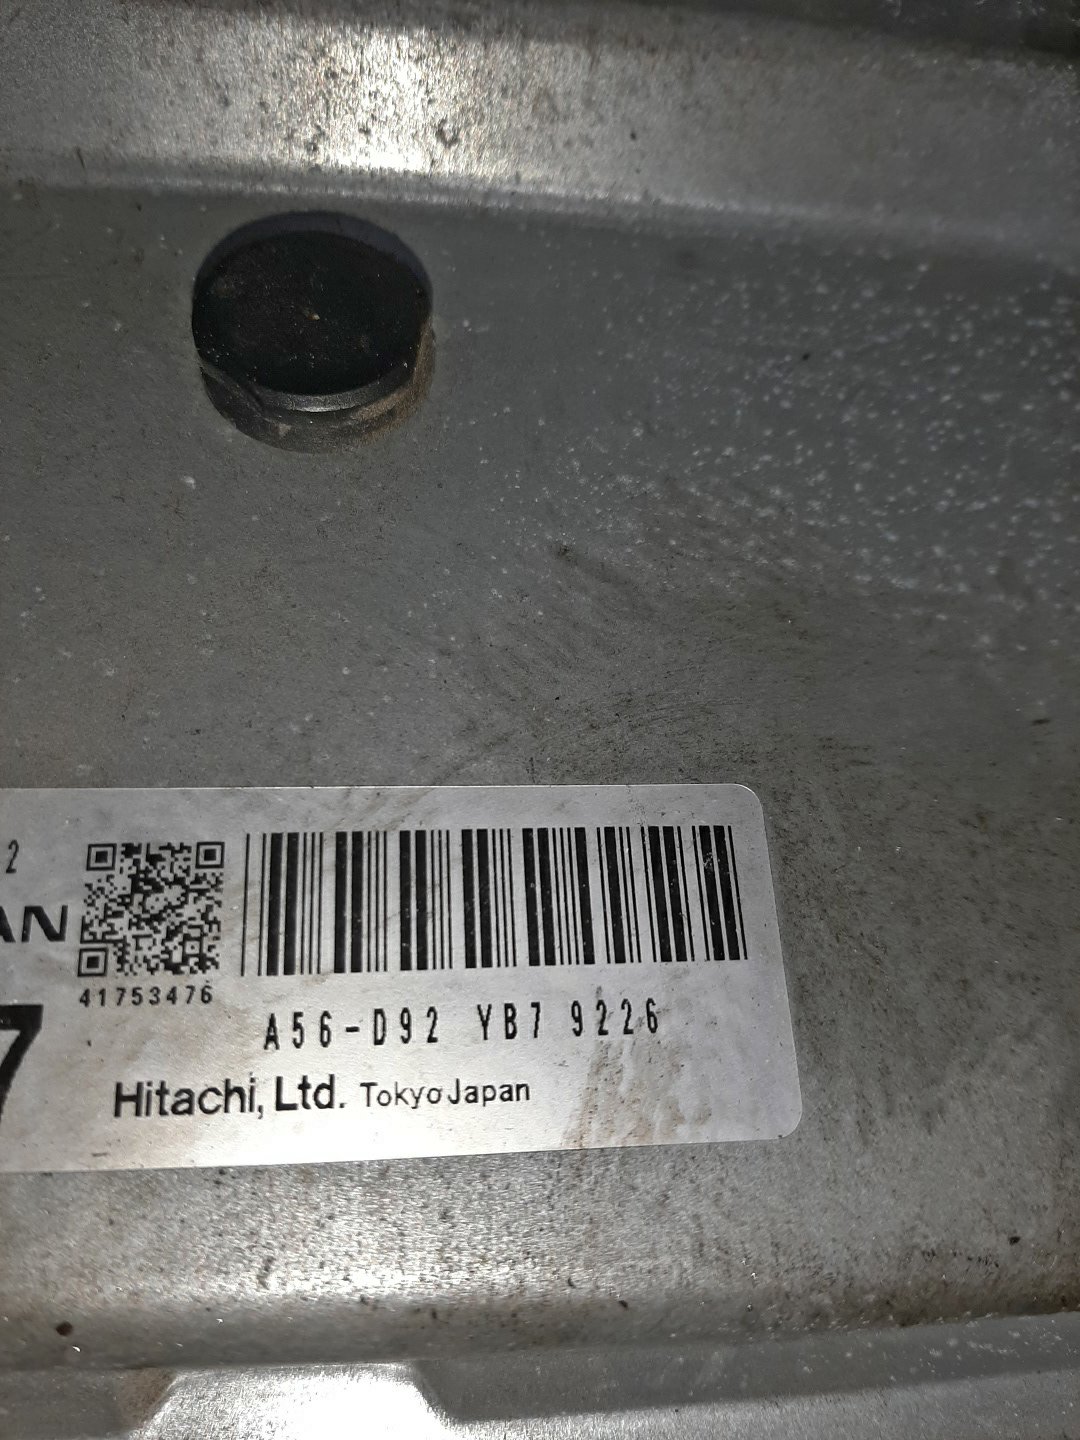 2
AN
41753476
7
A56-D92 YB7 9226
Hitachi, Ltd. Tokyo Japan